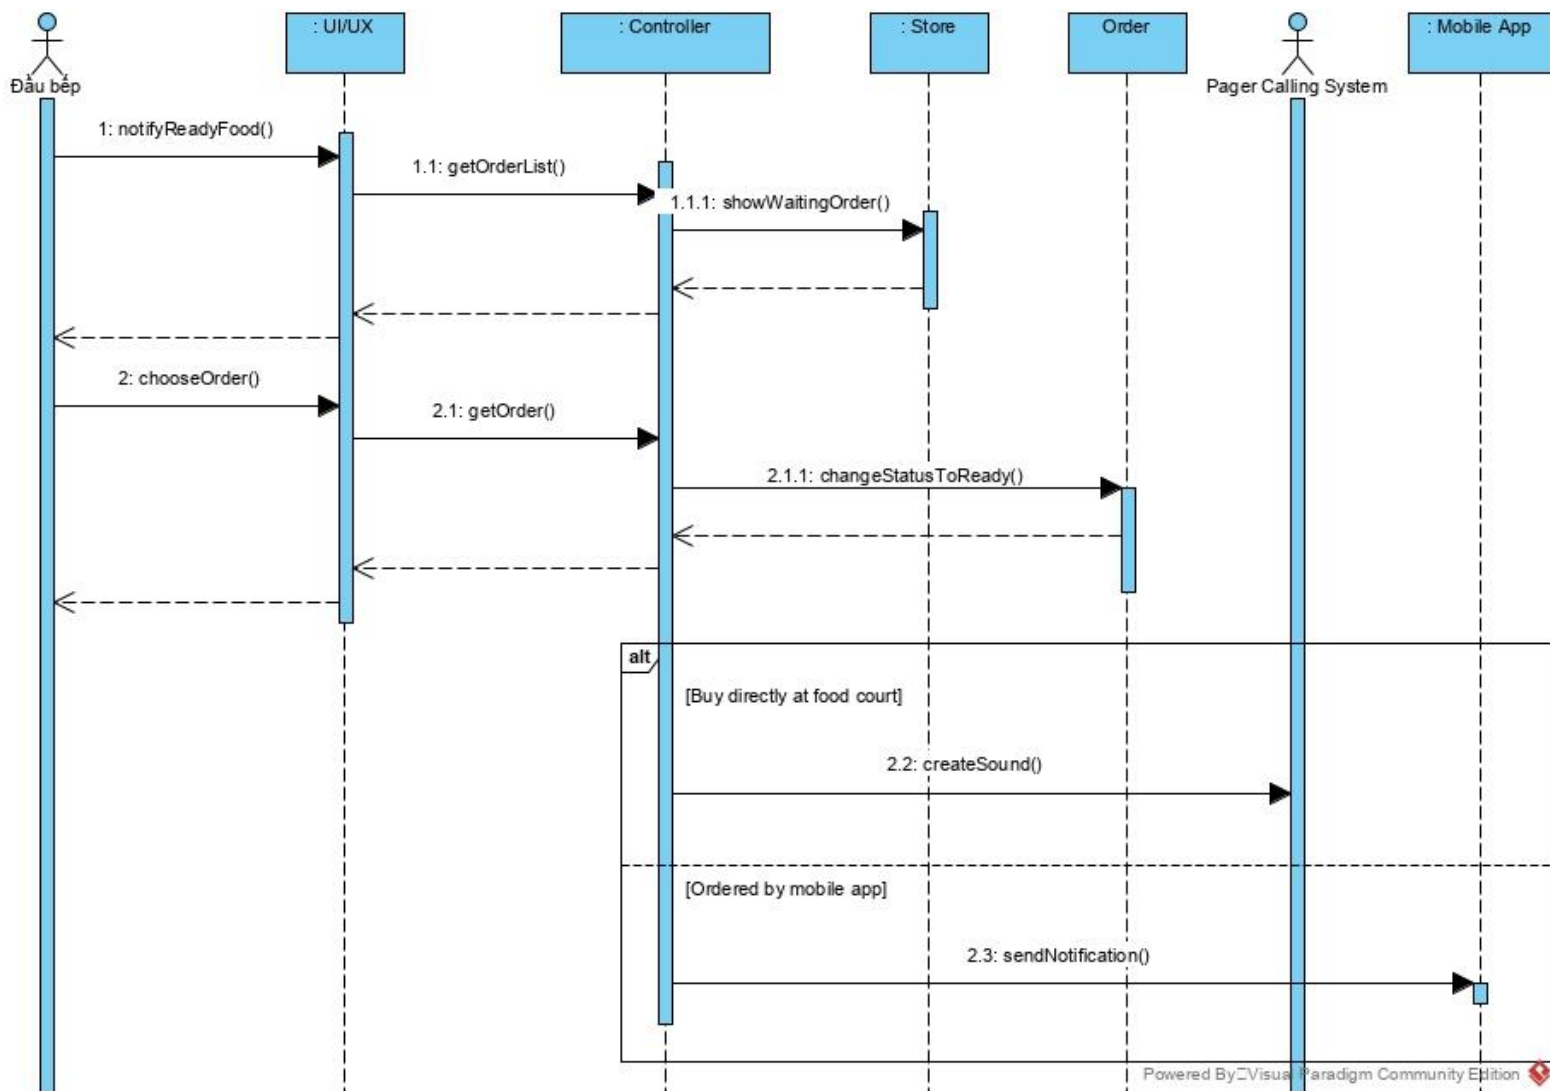 : UI/UX
: Controller
: Store
Order
: Mobile App
Đầu bếp
Pager Calling System
1: notifyReadyFood()
1.1: getOrderList()
1.1.1: showWaitingOrder()
2: chooseOrder()
2.1: getOrder()
2.1.1: changeStatusToReady()
alt
[Buy directly at food court]
2.2: createSound()
[Ordered by mobile app]
2.3: sendNotification()
Powered By Visual Paradigm Community Edition